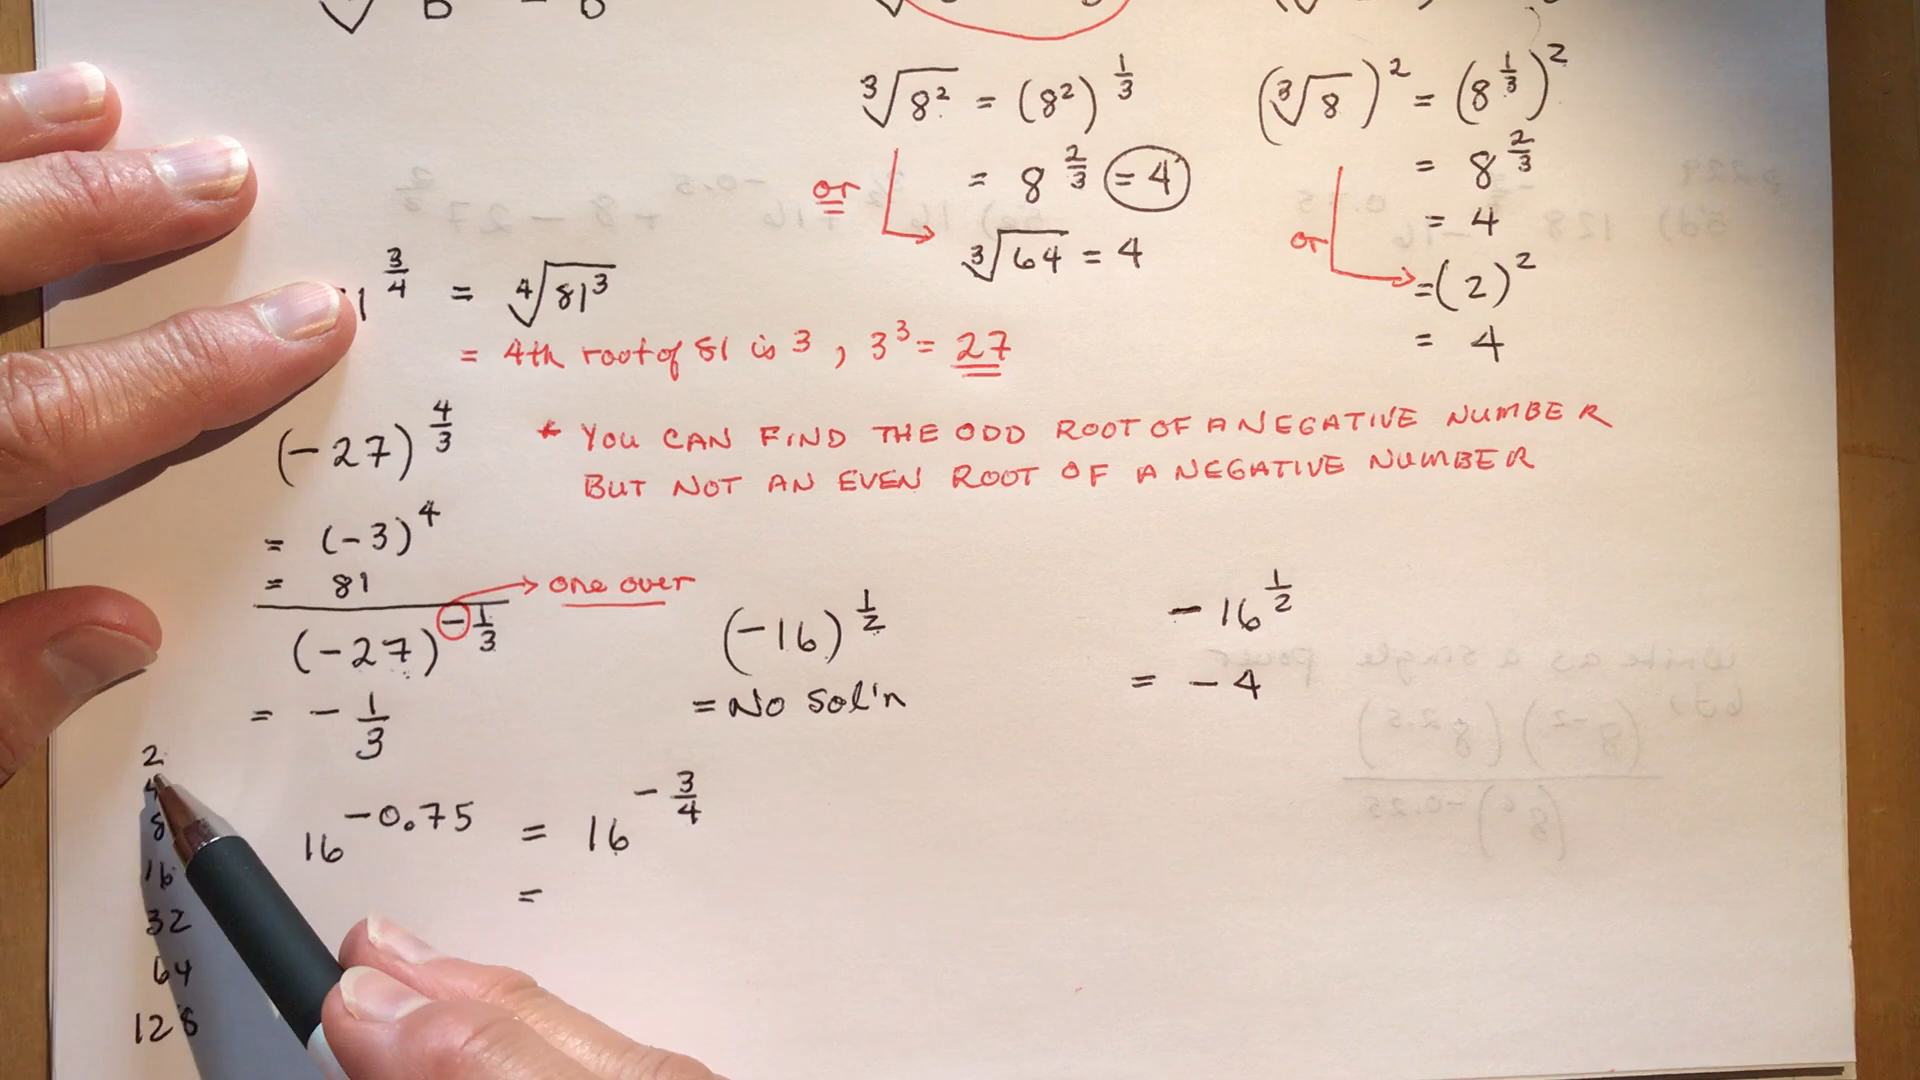 ∛8² = (8²)^(1/3)
= 8^(2/3) = 4
or
∛64 = 4
(∛8)² = (8^(1/3))²
= 8^(2/3)
= 4
or
= (2)²
= 4
1^(3/4) = ∜81³
= 4th root of 81 is 3 , 3³ = 27
(-27)^(4/3)
* YOU CAN FIND THE ODD ROOT OF A NEGATIVE NUMBER
BUT NOT AN EVEN ROOT OF A NEGATIVE NUMBER
= (-3)⁴
= 81
one over
(-27)^(-1/3)
= - 1/3
(-16)^(1/2)
= No Sol'n
- 16^(1/2)
= - 4
2
4
8
16
32
64
128
16^(-0.75) = 16^(-3/4)
=